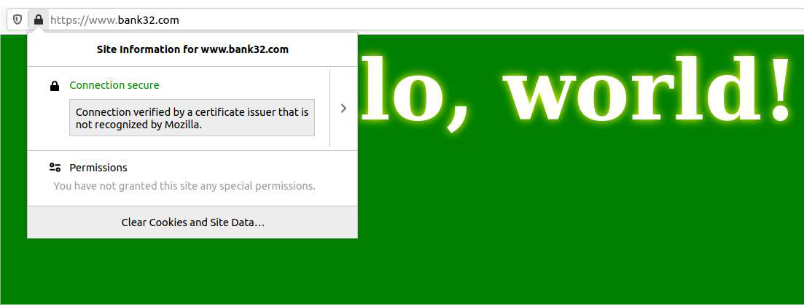 https://www.bank32.com
Site Information for www.bank32.com
Connection secure
Connection verified by a certificate issuer that is
not recognized by Mozilla.
Permissions
You have not granted this site any special permissions.
Clear Cookies and Site Data...
lo, world!